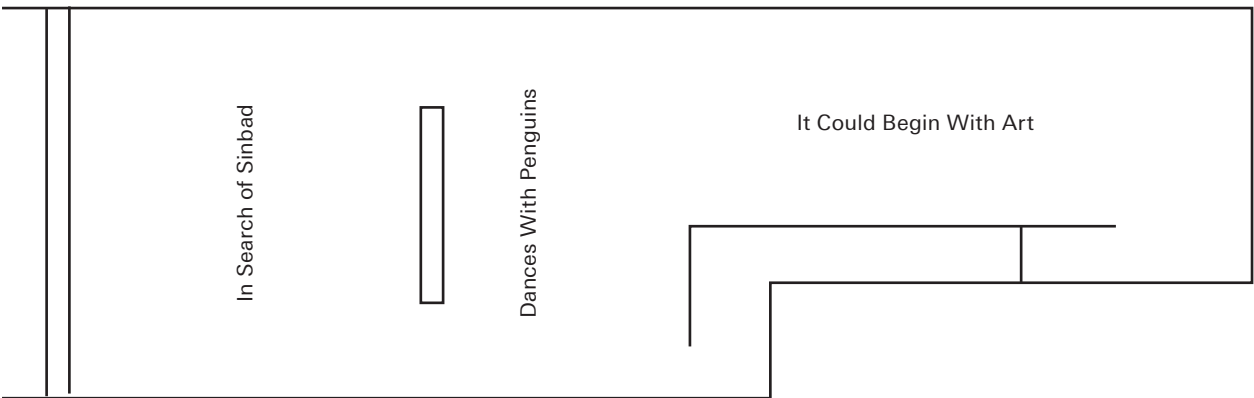 In Search of Sinbad
Dances With Penguins
It Could Begin With Art